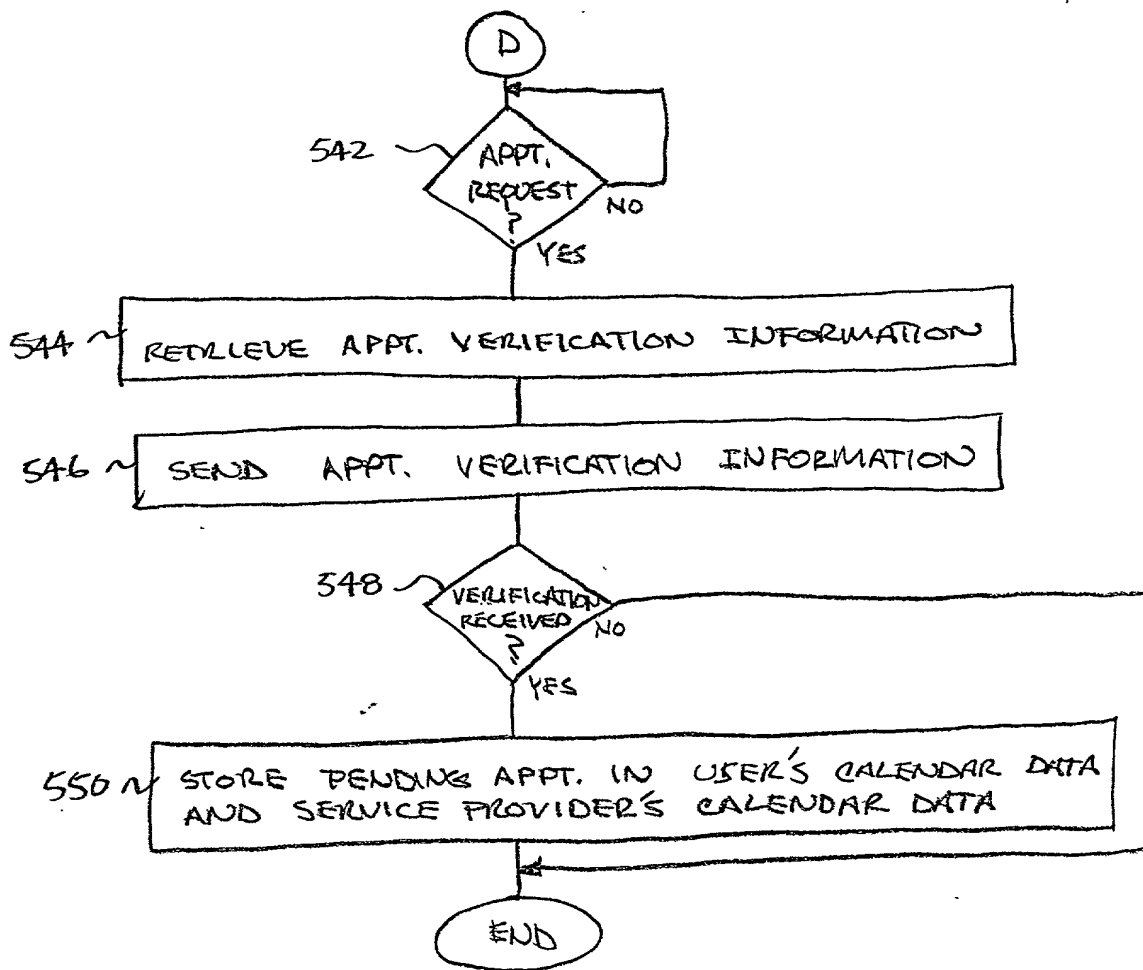 D
542
APPT.
REQUEST
?
NO
YES
544
RETRIEVE APPT. VERIFICATION INFORMATION
546
SEND APPT. VERIFICATION INFORMATION
548
VERIFICATION
RECEIVED
?
NO
YES
550
STORE PENDING APPT. IN USER'S CALENDAR DATA
AND SERVICE PROVIDER'S CALENDAR DATA
END